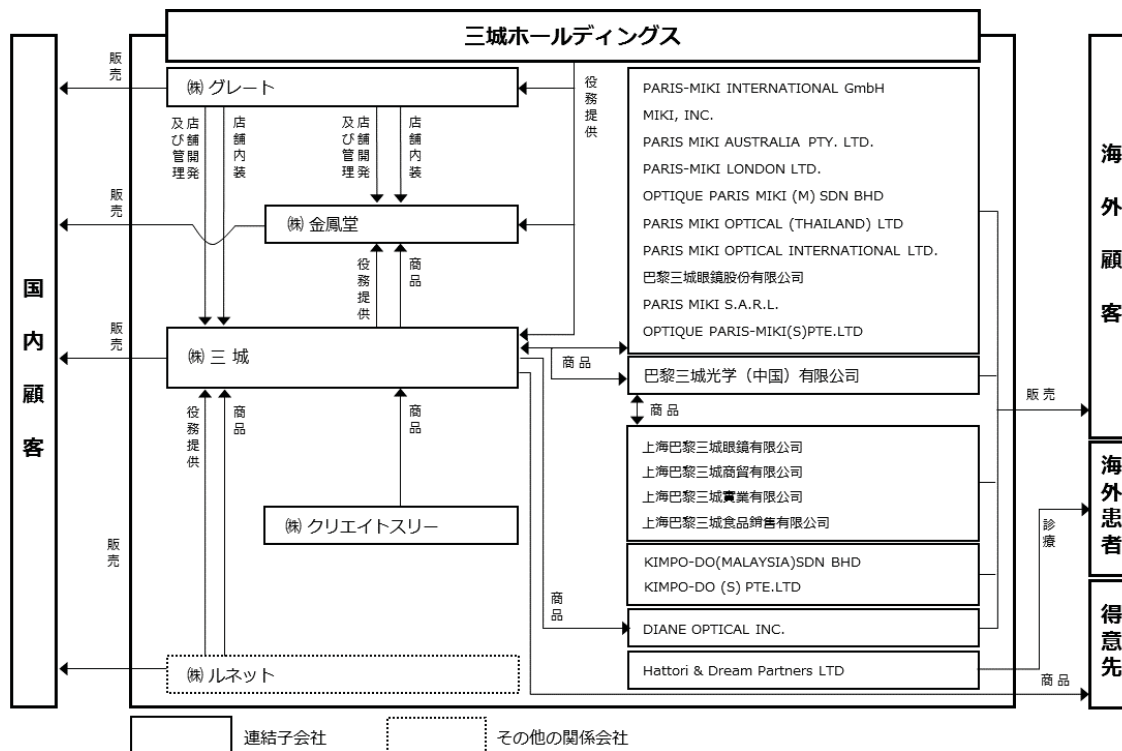 三城ホールディングス
国内顧客
販売
㈱ グレート
役務提供
店舗開発及び管理
店舗内装
店舗開発及び管理
店舗内装
販売
㈱ 金鳳堂
役務提供
商品
販売
㈱ 三 城
商品
役務提供
商品
商品
㈱ クリエイトスリー
販売
商品
㈱ ルネット
PARIS-MIKI INTERNATIONAL GmbH
MIKI, INC.
PARIS MIKI AUSTRALIA PTY. LTD.
PARIS-MIKI LONDON LTD.
OPTIQUE PARIS MIKI (M) SDN BHD
PARIS MIKI OPTICAL (THAILAND) LTD
PARIS MIKI OPTICAL INTERNATIONAL LTD.
巴黎三城眼鏡股份有限公司
PARIS MIKI S.A.R.L.
OPTIQUE PARIS-MIKI(S)PTE.LTD
巴黎三城光学（中国）有限公司
商品
上海巴黎三城眼鏡有限公司
上海巴黎三城商貿有限公司
上海巴黎三城實業有限公司
上海巴黎三城食品銷售有限公司
KIMPO-DO(MALAYSIA)SDN BHD
KIMPO-DO (S) PTE.LTD
DIANE OPTICAL INC.
Hattori & Dream Partners LTD
販売
診療
商品
海外顧客
海外患者
得意先
連結子会社
その他の関係会社